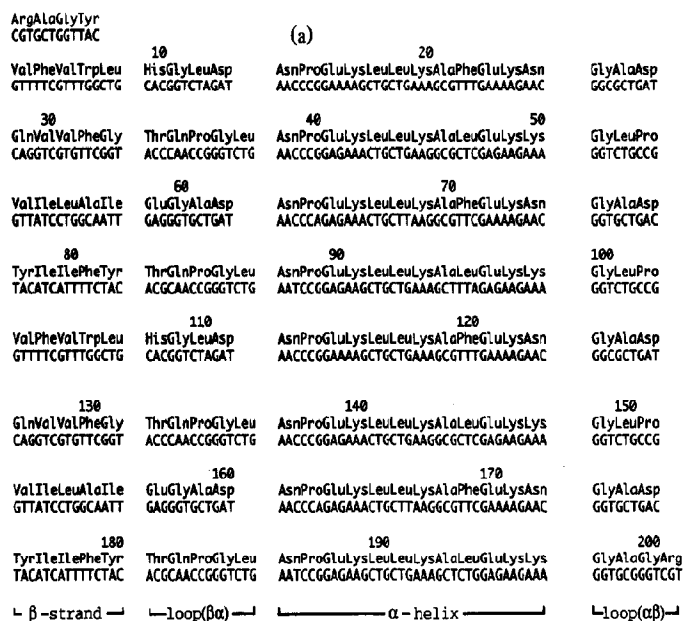 ArgAlaGlyTyr
CGTGCTGGTTAC
(a)
10 20
ValPheValTrpLeu HisGlyLeuAsp AsnProGluLysLeuLeuLysAlaPheGluLysAsn GlyAlaAsp
GTTTTCGTTTGGCTG CACGGTCTAGAT AACCCGGAAAAGCTGCTGAAAGCGTTTGAAAAGAAC GGCGCTGAT
30 40 50
GlnValValPheGly ThrGlnProGlyLeu AsnProGluLysLeuLeuLysAlaLeuGluLysLys GlyLeuPro
CAGGTCGTGTTCGGT ACCCAACCGGGTCTG AACCCGGAGAAACTGCTGAAGGCGCTCGAGAAGAAA GGTCTGCCG
60 70
ValIleLeuAlaIle GluGlyAlaAsp AsnProGluLysLeuLeuLysAlaPheGluLysAsn GlyAlaAsp
GTTATCCTGGCAATT GAGGGTGCTGAT AACCCAGAGAAACTGCTTAAGGCGTTCGAAAAGAAC GGTGCTGAC
80 90 100
TyrIleIlePheTyr ThrGlnProGlyLeu AsnProGluLysLeuLeuLysAlaLeuGluLysLys GlyLeuPro
TACATCATTTTCTAC ACGCAACCGGGTCTG AATCCGGAGAAGCTGCTGAAAGCTTTAGAGAAGAAA GGTCTGCCG
110 120
ValPheValTrpLeu HisGlyLeuAsp AsnProGluLysLeuLeuLysAlaPheGluLysAsn GlyAlaAsp
GTTTTCGTTTGGCTG CACGGTCTAGAT AACCCGGAAAAGCTGCTGAAAGCGTTTGAAAAGAAC GGCGCTGAT
130 140 150
GlnValValPheGly ThrGlnProGlyLeu AsnProGluLysLeuLeuLysAlaLeuGluLysLys GlyLeuPro
CAGGTCGTGTTCGGT ACCCAACCGGGTCTG AACCCGGAGAAACTGCTGAAGGCGCTCGAGAAGAAA GGTCTGCCG
160 170
ValIleLeuAlaIle GluGlyAlaAsp AsnProGluLysLeuLeuLysAlaPheGluLysAsn GlyAlaAsp
GTTATCCTGGCAATT GAGGGTGCTGAT AACCCAGAGAAACTGCTTAAGGCGTTCGAAAAGAAC GGTGCTGAC
180 190 200
TyrIleIlePheTyr ThrGlnProGlyLeu AsnProGluLysLeuLeuLysAlaLeuGluLysLys GlyAlaGlyArg
TACATCATTTTCTAC ACGCAACCGGGTCTG AATCCGGAGAAGCTGCTGAAAGCTCTGGAGAAGAAA GGTGCGGGTCGT
β-strand loop(βα) α-helix loop(αβ)